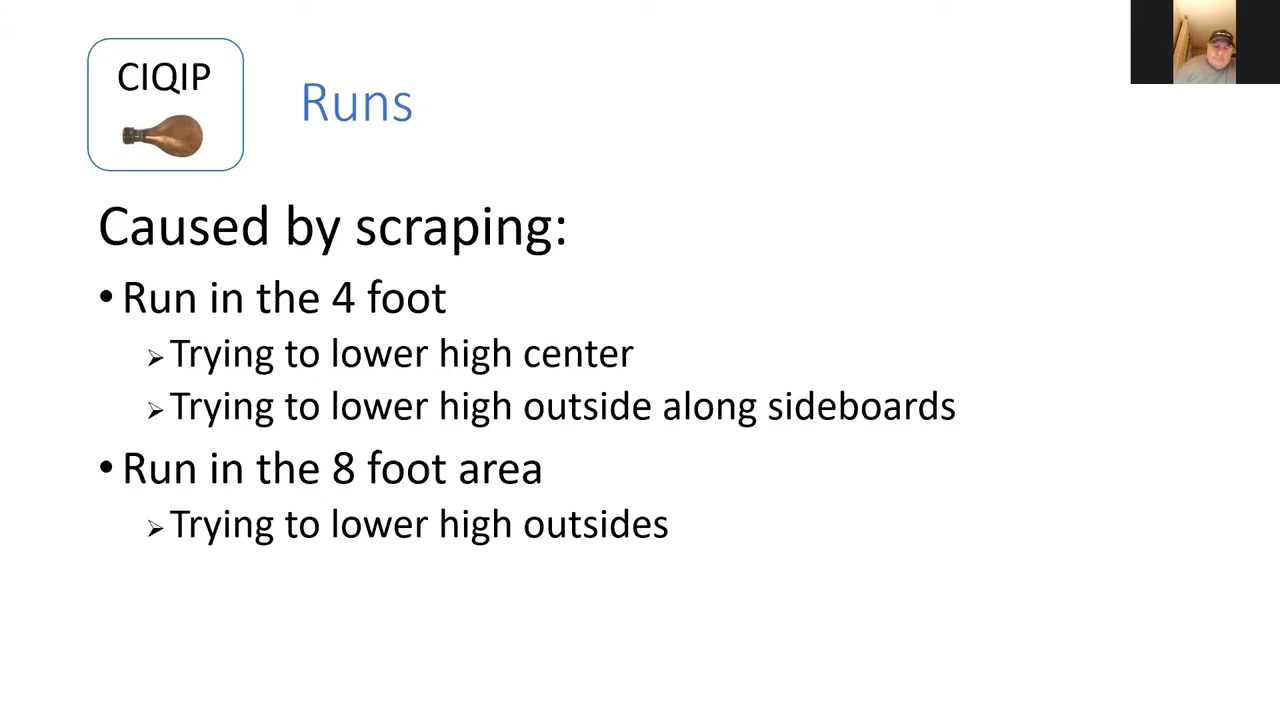 CIQIP
Runs
Caused by scraping:
• Run in the 4 foot
➢ Trying to lower high center
➢ Trying to lower high outside along sideboards
• Run in the 8 foot area
➢ Trying to lower high outsides